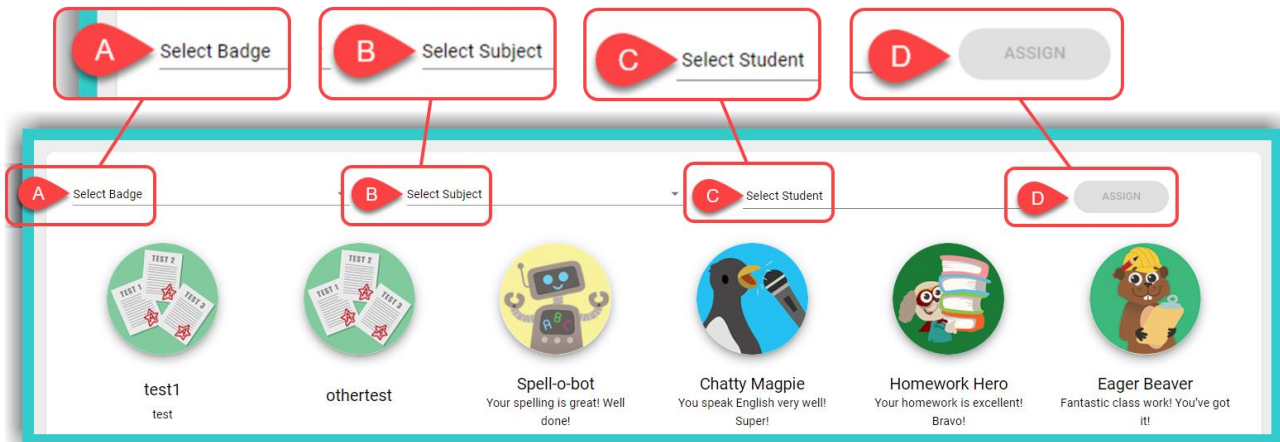 A Select Badge
B Select Subject
C Select Student
D ASSIGN
A Select Badge
B Select Subject
C Select Student
D ASSIGN
TEST 2
TEST 1
TEST 3
TEST 2
TEST 1
TEST 3
ABC
test1
test
othertest
Spell-o-bot
Your spelling is great! Well
done!
Chatty Magpie
You speak English very well!
Super!
Homework Hero
Your homework is excellent!
Bravo!
Eager Beaver
Fantastic class work! You've got
it!